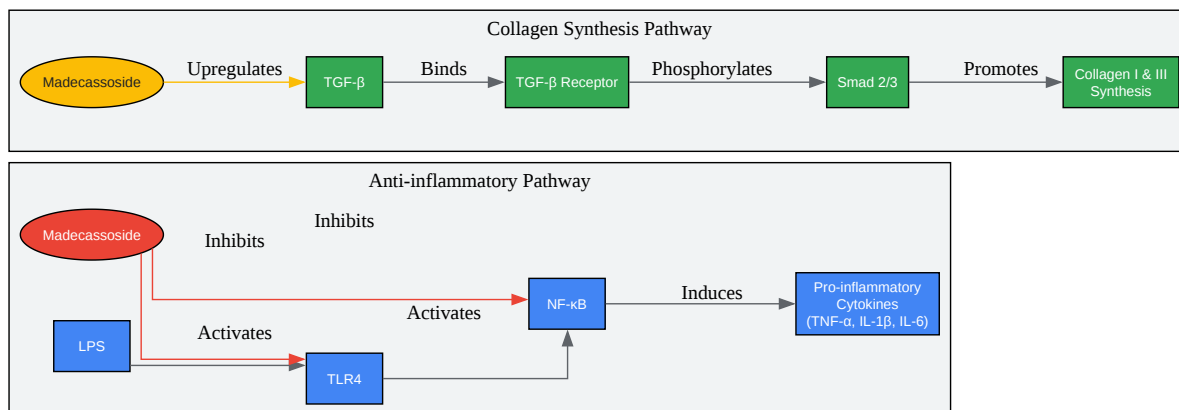 Collagen Synthesis Pathway
Madecassoside
Upregulates
TGF-β
Binds
TGF-β Receptor
Phosphorylates
Smad 2/3
Promotes
Collagen I & III
Synthesis
Anti-inflammatory Pathway
Madecassoside
Inhibits
Inhibits
LPS
Activates
TLR4
Activates
NF-κB
Induces
Pro-inflammatory
Cytokines
(TNF-α, IL-1β, IL-6)